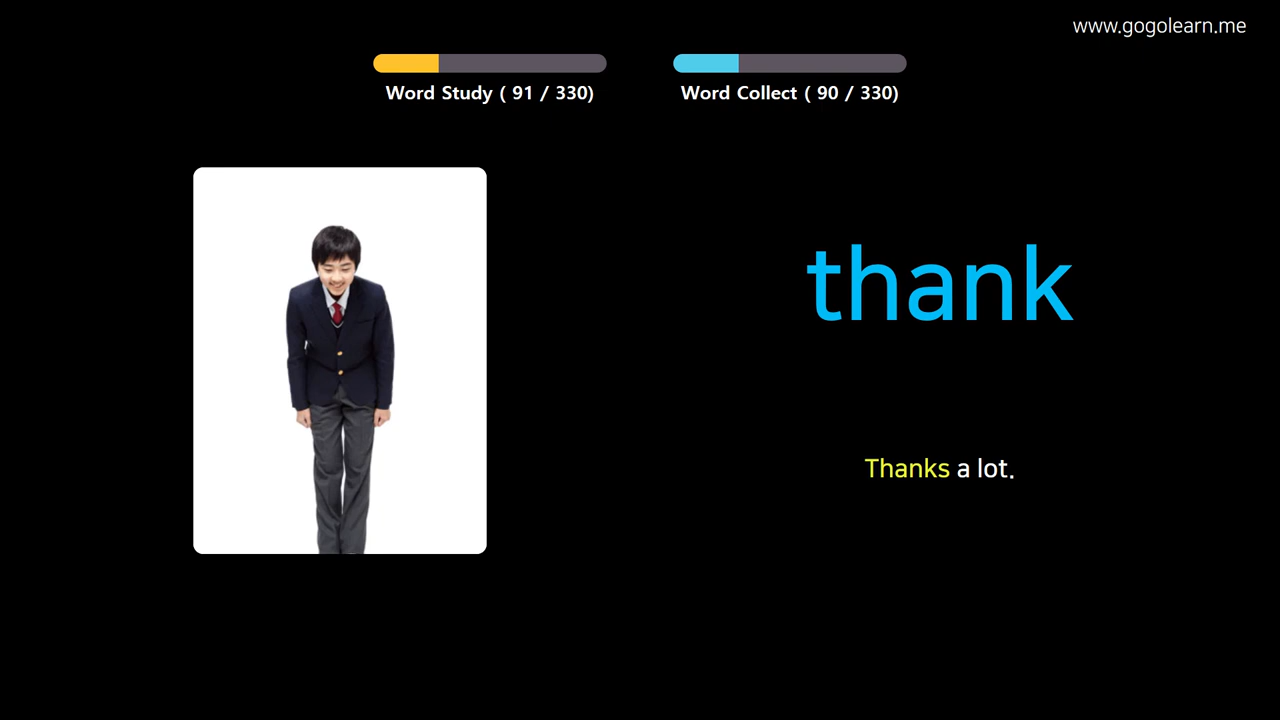 www.gogolearn.me
Word Study ( 91 / 330)
Word Collect ( 90 / 330)
thank
Thanks a lot.